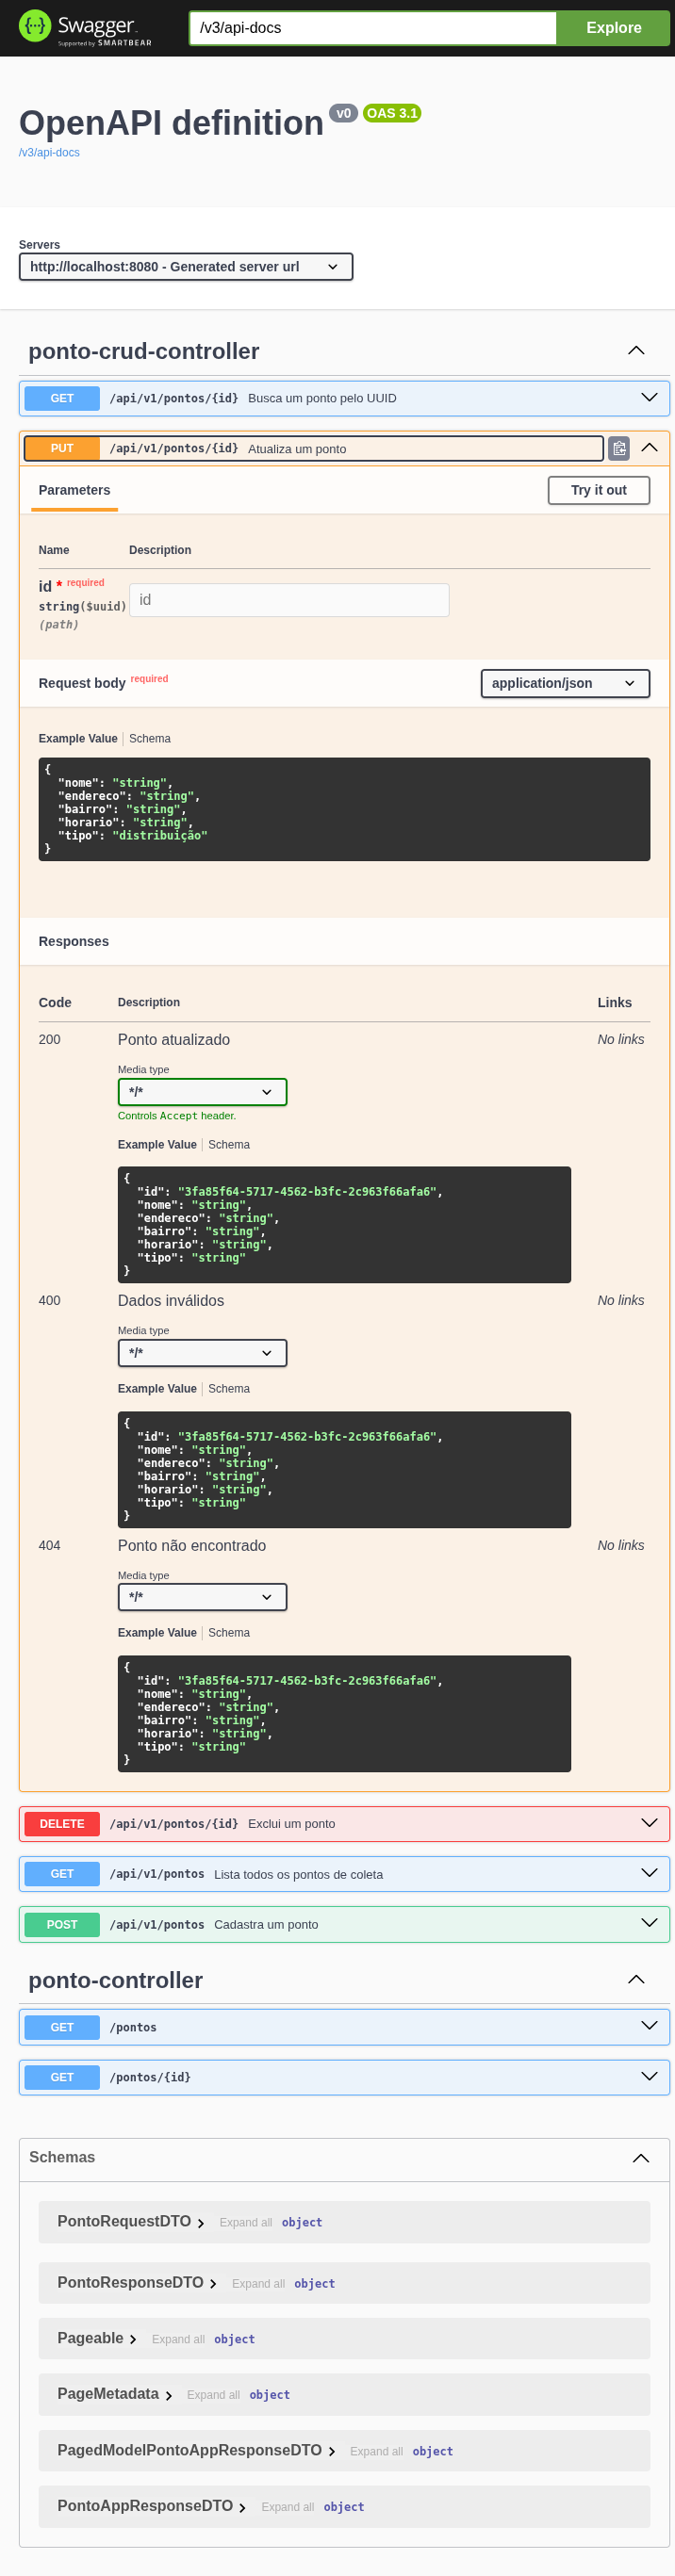 Swagger
Supported by SMARTBEAR
/v3/api-docs
Explore
OpenAPI definition v0 OAS 3.1
/v3/api-docs
Servers
http://localhost:8080 - Generated server url
ponto-crud-controller
GET /api/v1/pontos/{id} Busca um ponto pelo UUID
PUT /api/v1/pontos/{id} Atualiza um ponto
Parameters Try it out
Name Description
id * required
string($uuid)
(path)
id
Request body required application/json
Example Value Schema
{
"nome": "string",
"endereco": "string",
"bairro": "string",
"horario": "string",
"tipo": "distribuição"
}
Responses
Code Description Links
200 Ponto atualizado No links
Media type
*/*
Controls Accept header.
Example Value Schema
{
"id": "3fa85f64-5717-4562-b3fc-2c963f66afa6",
"nome": "string",
"endereco": "string",
"bairro": "string",
"horario": "string",
"tipo": "string"
}
400 Dados inválidos No links
Media type
*/*
Example Value Schema
{
"id": "3fa85f64-5717-4562-b3fc-2c963f66afa6",
"nome": "string",
"endereco": "string",
"bairro": "string",
"horario": "string",
"tipo": "string"
}
404 Ponto não encontrado No links
Media type
*/*
Example Value Schema
{
"id": "3fa85f64-5717-4562-b3fc-2c963f66afa6",
"nome": "string",
"endereco": "string",
"bairro": "string",
"horario": "string",
"tipo": "string"
}
DELETE /api/v1/pontos/{id} Exclui um ponto
GET /api/v1/pontos Lista todos os pontos de coleta
POST /api/v1/pontos Cadastra um ponto
ponto-controller
GET /pontos
GET /pontos/{id}
Schemas
PontoRequestDTO Expand all object
PontoResponseDTO Expand all object
Pageable Expand all object
PageMetadata Expand all object
PagedModelPontoAppResponseDTO Expand all object
PontoAppResponseDTO Expand all object